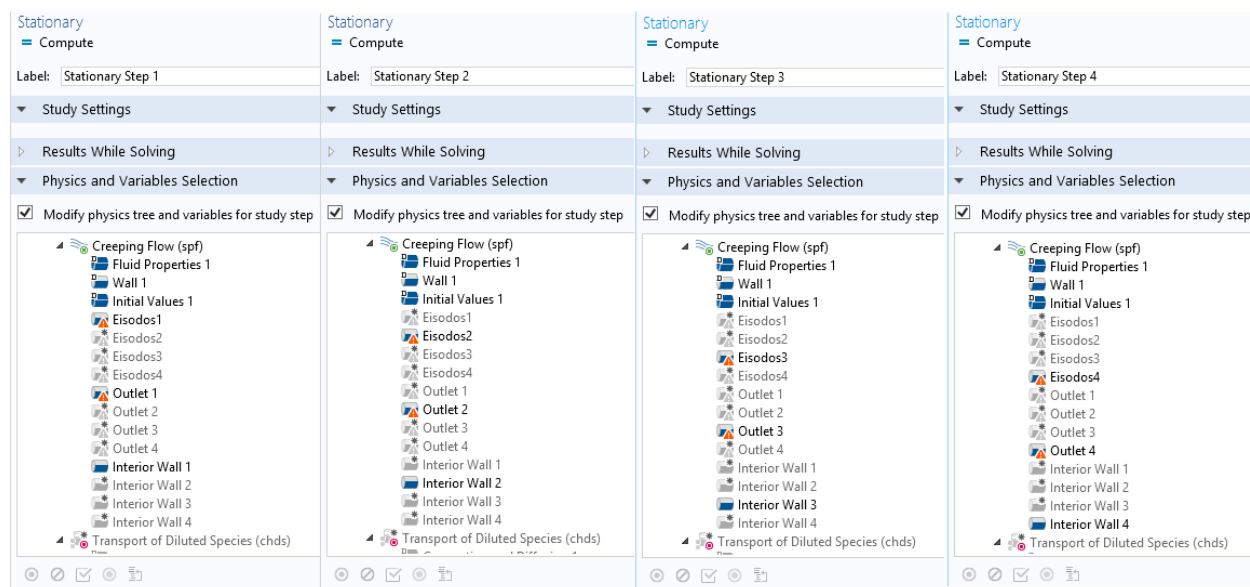 Stationary
Compute
Label: Stationary Step 1
Study Settings
Results While Solving
Physics and Variables Selection
Modify physics tree and variables for study step
Creeping Flow (spf)
Fluid Properties 1
Wall 1
Initial Values 1
Eisodos1
Eisodos2
Eisodos3
Eisodos4
Outlet 1
Outlet 2
Outlet 3
Outlet 4
Interior Wall 1
Interior Wall 2
Interior Wall 3
Interior Wall 4
Transport of Diluted Species (chds)
Stationary
Compute
Label: Stationary Step 2
Study Settings
Results While Solving
Physics and Variables Selection
Modify physics tree and variables for study step
Creeping Flow (spf)
Fluid Properties 1
Wall 1
Initial Values 1
Eisodos1
Eisodos2
Eisodos3
Eisodos4
Outlet 1
Outlet 2
Outlet 3
Outlet 4
Interior Wall 1
Interior Wall 2
Interior Wall 3
Interior Wall 4
Transport of Diluted Species (chds)
Stationary
Compute
Label: Stationary Step 3
Study Settings
Results While Solving
Physics and Variables Selection
Modify physics tree and variables for study step
Creeping Flow (spf)
Fluid Properties 1
Wall 1
Initial Values 1
Eisodos1
Eisodos2
Eisodos3
Eisodos4
Outlet 1
Outlet 2
Outlet 3
Outlet 4
Interior Wall 1
Interior Wall 2
Interior Wall 3
Interior Wall 4
Transport of Diluted Species (chds)
Stationary
Compute
Label: Stationary Step 4
Study Settings
Results While Solving
Physics and Variables Selection
Modify physics tree and variables for study step
Creeping Flow (spf)
Fluid Properties 1
Wall 1
Initial Values 1
Eisodos1
Eisodos2
Eisodos3
Eisodos4
Outlet 1
Outlet 2
Outlet 3
Outlet 4
Interior Wall 1
Interior Wall 2
Interior Wall 3
Interior Wall 4
Transport of Diluted Species (chds)